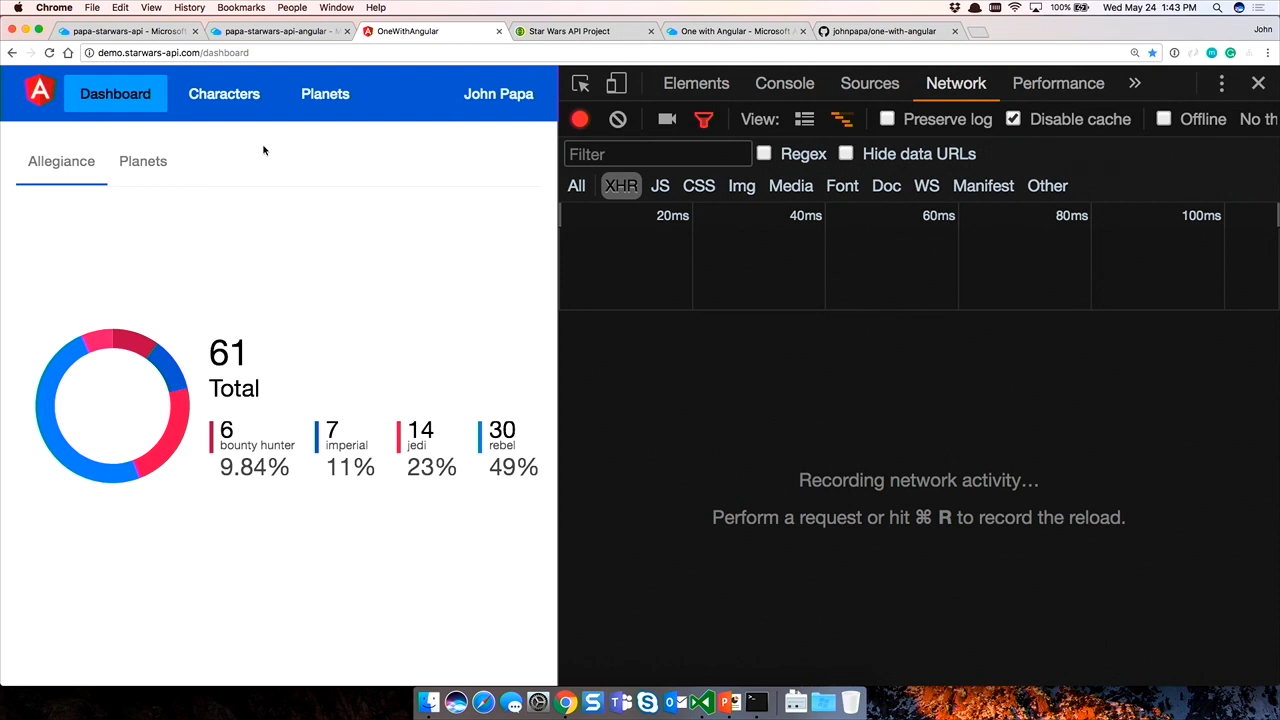 Chrome File Edit View History Bookmarks People Window Help 100% Wed May 24 1:43 PM
papa-starwars-api - Microsoft papa-starwars-api-angular - M OneWithAngular Star Wars API Project One with Angular - Microsoft A johnpapa/one-with-angular John
demo.starwars-api.com/dashboard
A Dashboard Characters Planets John Papa
Allegiance Planets
61
Total
6 7 14 30
bounty hunter imperial jedi rebel
9.84% 11% 23% 49%
Elements Console Sources Network Performance »
View: Preserve log Disable cache Offline No th
Filter Regex Hide data URLs
All XHR JS CSS Img Media Font Doc WS Manifest Other
20ms 40ms 60ms 80ms 100ms
Recording network activity…
Perform a request or hit ⌘ R to record the reload.